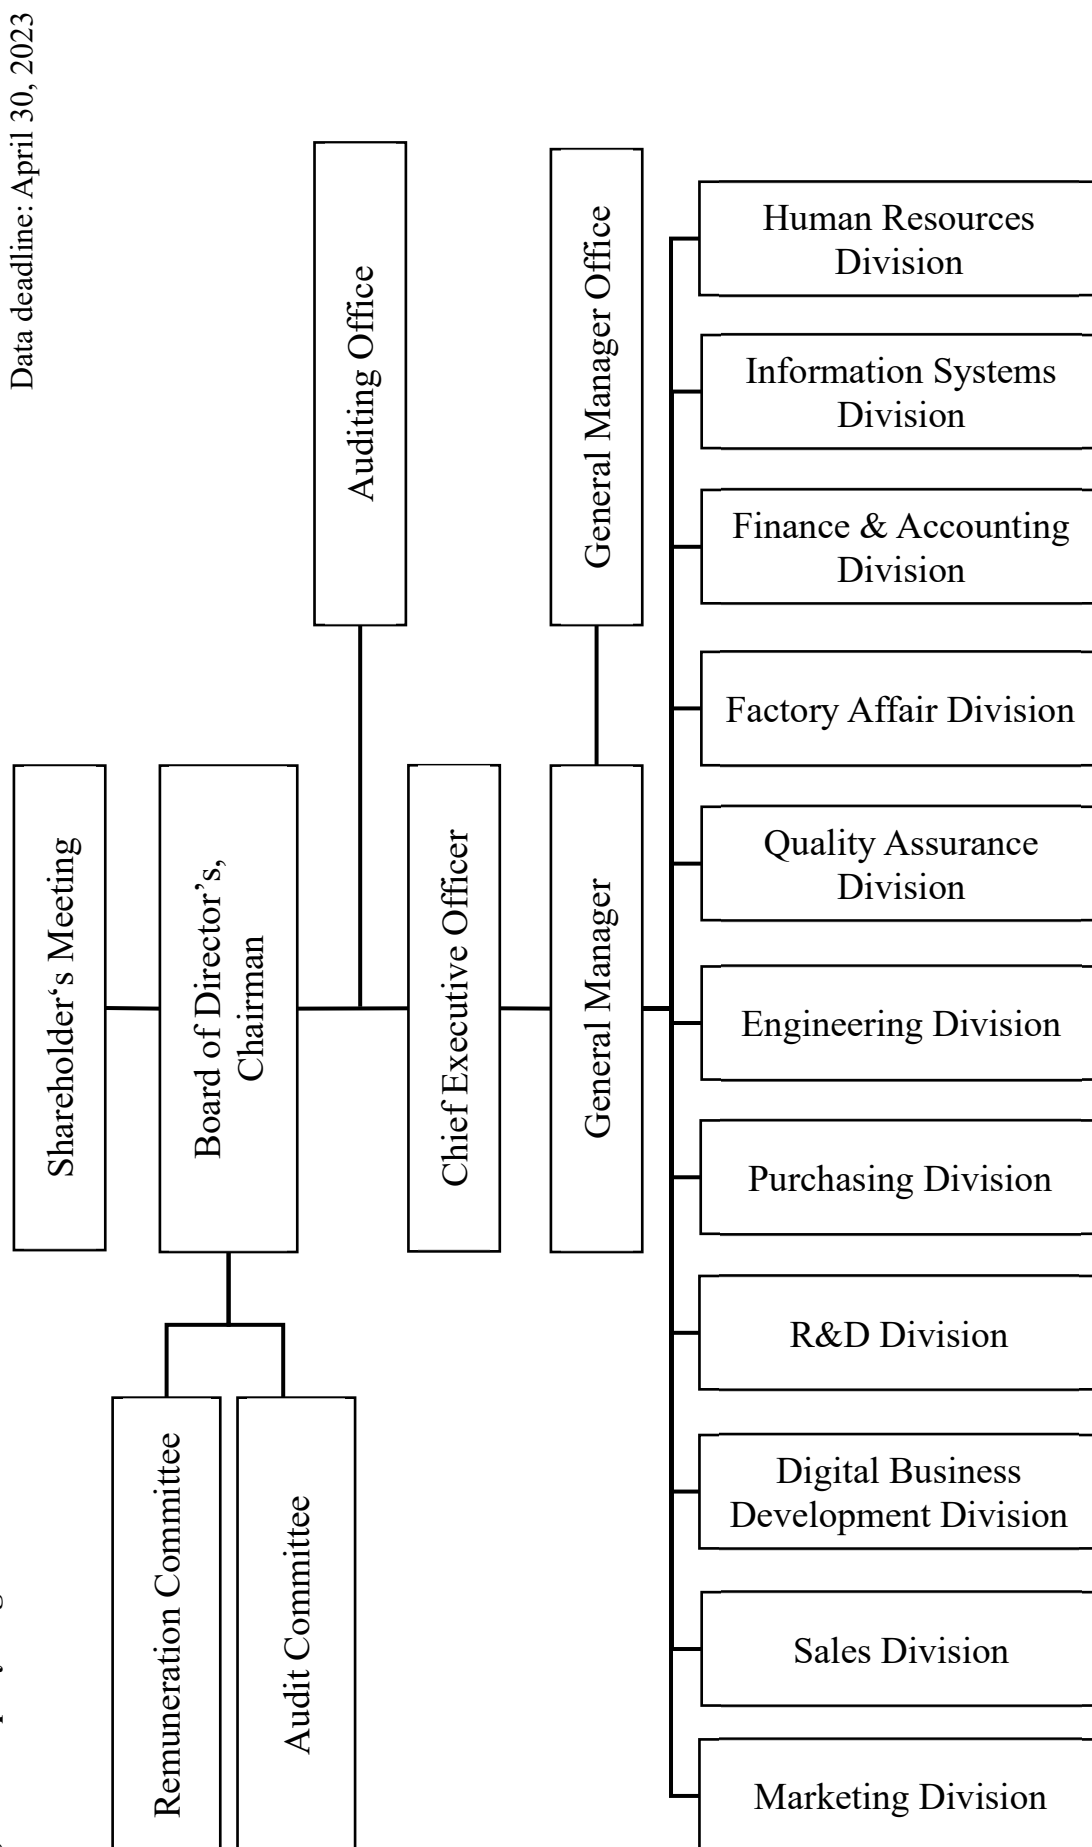 Data deadline: April 30, 2023
Shareholder‘s Meeting
Board of Director’s,
Chairman
Remuneration Committee
Audit Committee
Auditing Office
Chief Executive Officer
General Manager
General Manager Office
Human Resources
Division
Information Systems
Division
Finance & Accounting
Division
Factory Affair Division
Quality Assurance
Division
Engineering Division
Purchasing Division
R&D Division
Digital Business
Development Division
Sales Division
Marketing Division